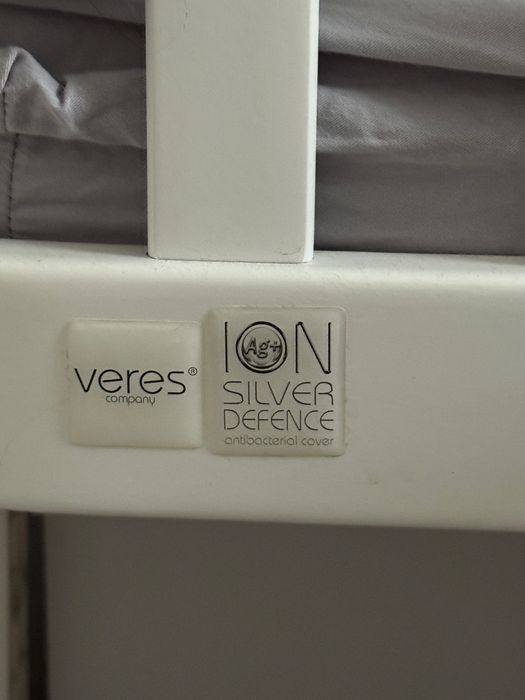 veres®
company
ION
Ag+
SILVER
DEFENCE
antibacterial cover